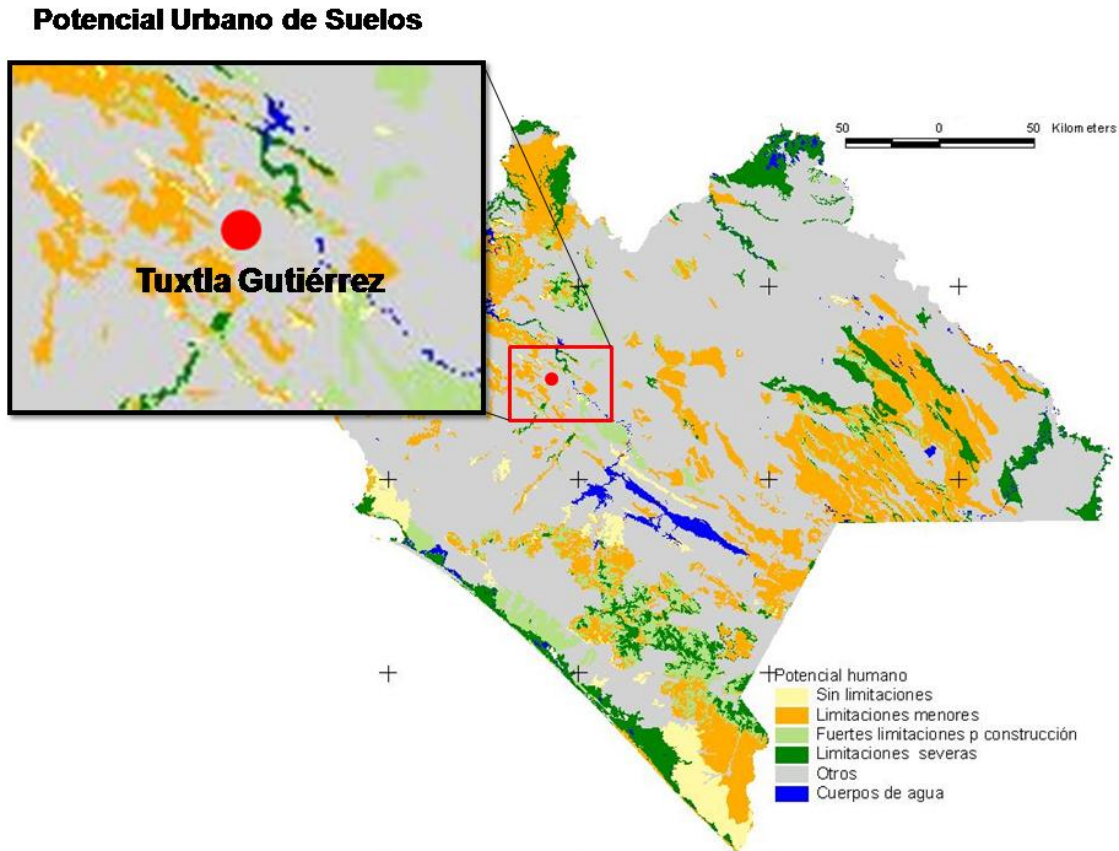 Potencial Urbano de Suelos
50 0 50 Kilometers
Tuxtla Gutiérrez
Potencial humano
Sin limitaciones
Limitaciones menores
Fuertes limitaciones p construcción
Limitaciones severas
Otros
Cuerpos de agua